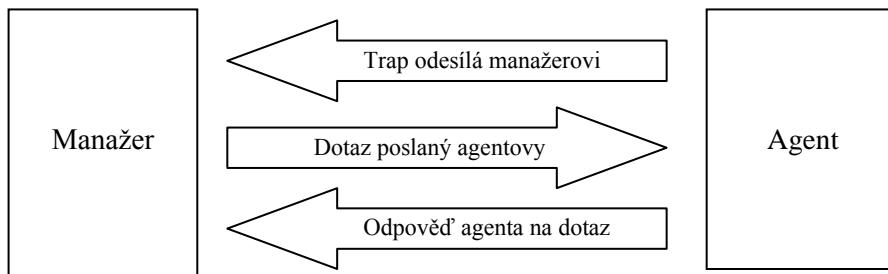 Trap odesílá manažerovi
Manažer
Dotaz poslaný agentovy
Agent
Odpověď agenta na dotaz